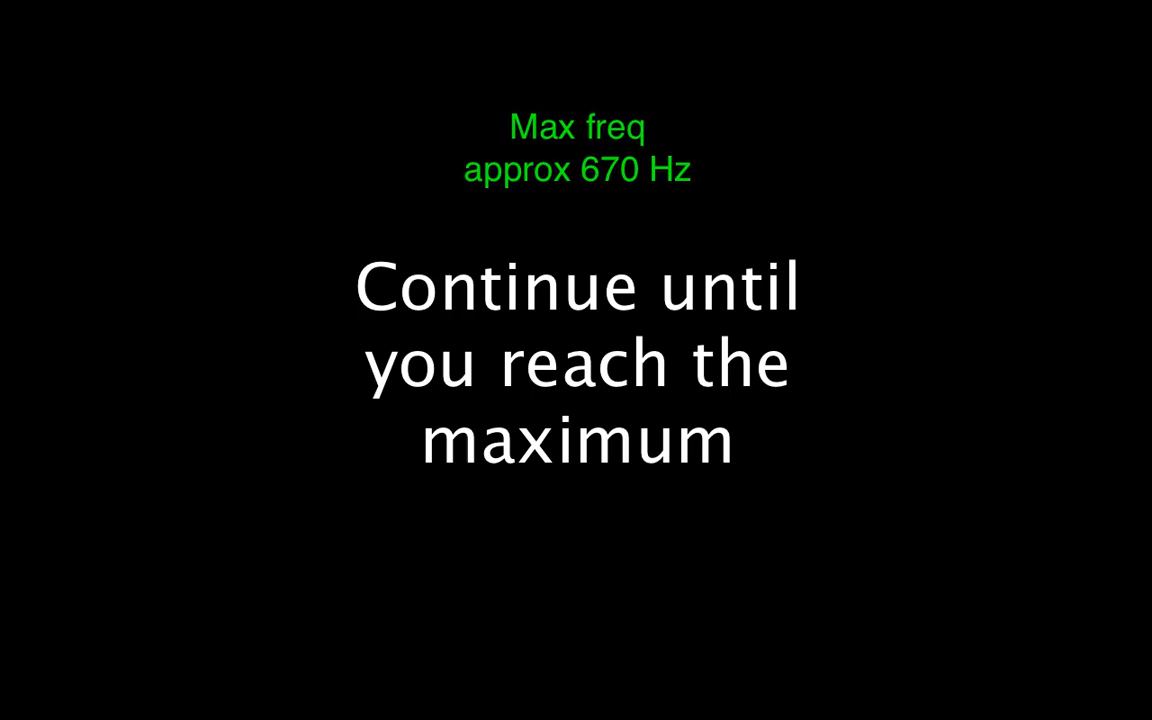 Max freq
approx 670 Hz
Continue until
you reach the
maximum